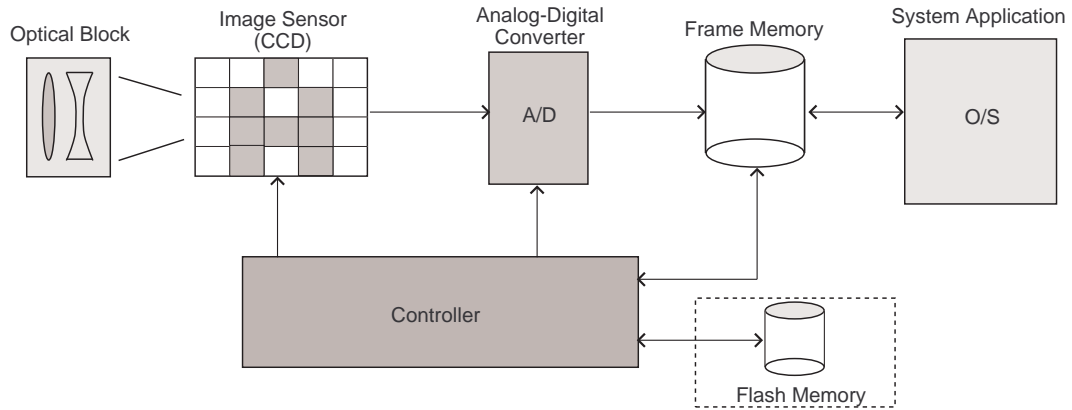 Optical Block
Image Sensor
(CCD)
Analog-Digital
Converter
Frame Memory
System Application
A/D
O/S
Controller
Flash Memory